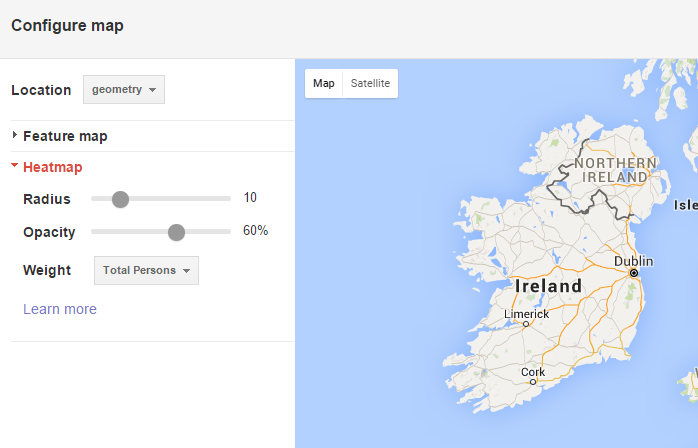 Configure map
Location
geometry
Feature map
Heatmap
Radius
10
Opacity
60%
Weight
Total Persons
Learn more
Map
Satellite
NORTHERN
IRELAND
Isle
Dublin
Ireland
Limerick
Cork